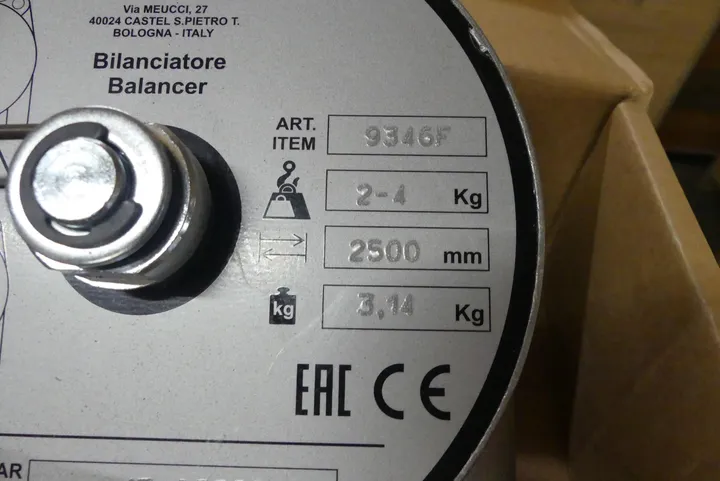 Via MEUCCI, 27
40024 CASTEL S.PIETRO T.
BOLOGNA - ITALY
Bilanciatore
Balancer
ART. ITEM 9346F
2-4 Kg
2500 mm
kg 3,14 Kg
EAC CE
AR